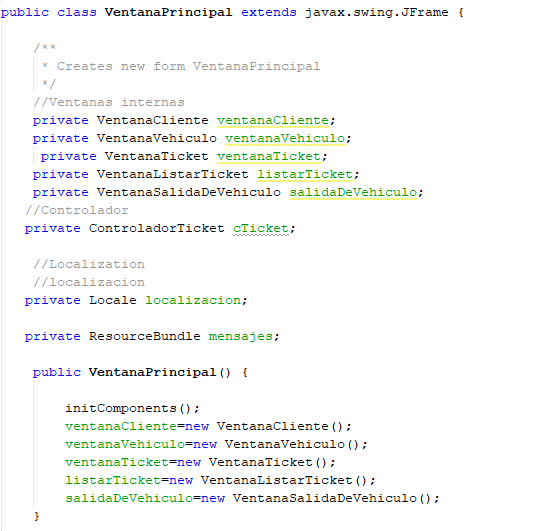 public class VentanaPrincipal extends javax.swing.JFrame {
/**
* Creates new form VentanaPrincipal
*/
//Ventanas internas
private VentanaCliente ventanaCliente;
private VentanaVehiculo ventanaVehiculo;
private VentanaTicket ventanaTicket;
private VentanaListarTicket listarTicket;
private VentanaSalidaDeVehiculo salidaDeVehiculo;
//Controlador
private ControladorTicket cTicket;
//Localization
//localizacion
private Locale localizacion;
private ResourceBundle mensajes;
public VentanaPrincipal() {
initComponents();
ventanaCliente=new VentanaCliente();
ventanaVehiculo=new VentanaVehiculo();
ventanaTicket=new VentanaTicket();
listarTicket=new VentanaListarTicket();
salidaDeVehiculo=new VentanaSalidaDeVehiculo();
}